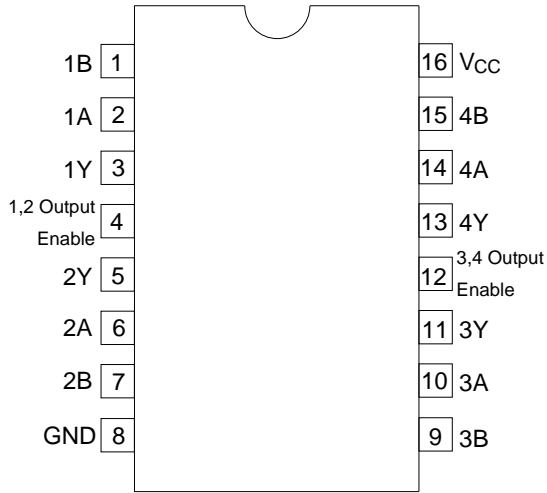 1B 1
1A 2
1Y 3
1,2 Output
Enable
4
2Y 5
2A 6
2B 7
GND 8
16 VCC
15 4B
14 4A
13 4Y
3,4 Output
12
Enable
11 3Y
10 3A
9 3B